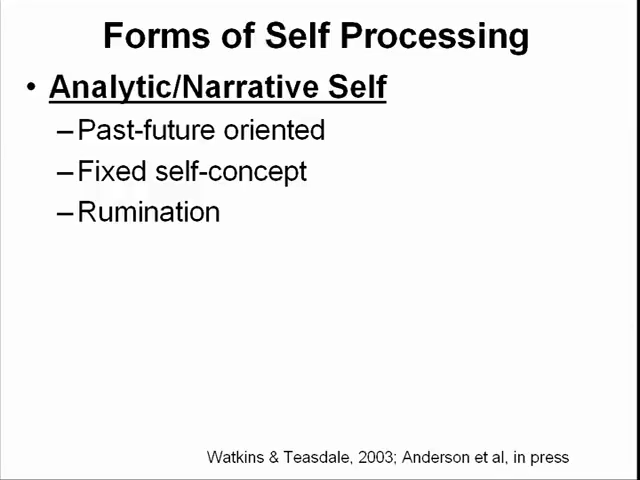 Forms of Self Processing
• Analytic/Narrative Self
–Past-future oriented
–Fixed self-concept
–Rumination
Watkins & Teasdale, 2003; Anderson et al, in press